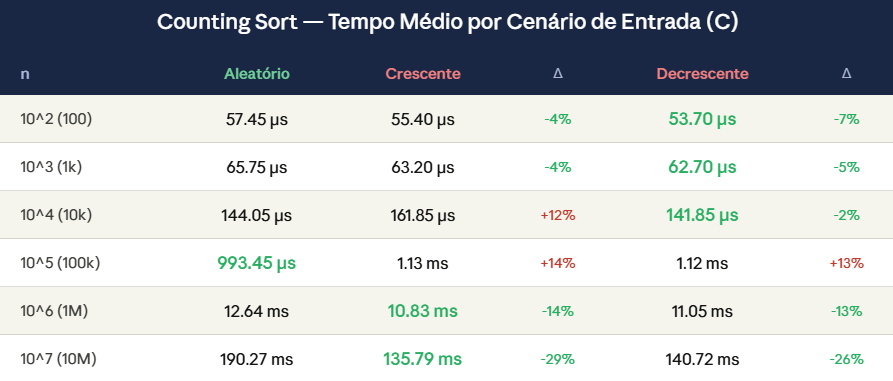 Counting Sort — Tempo Médio por Cenário de Entrada (C)
n Aleatório Crescente Δ Decrescente Δ
10^2 (100) 57.45 µs 55.40 µs -4% 53.70 µs -7%
10^3 (1k) 65.75 µs 63.20 µs -4% 62.70 µs -5%
10^4 (10k) 144.05 µs 161.85 µs +12% 141.85 µs -2%
10^5 (100k) 993.45 µs 1.13 ms +14% 1.12 ms +13%
10^6 (1M) 12.64 ms 10.83 ms -14% 11.05 ms -13%
10^7 (10M) 190.27 ms 135.79 ms -29% 140.72 ms -26%